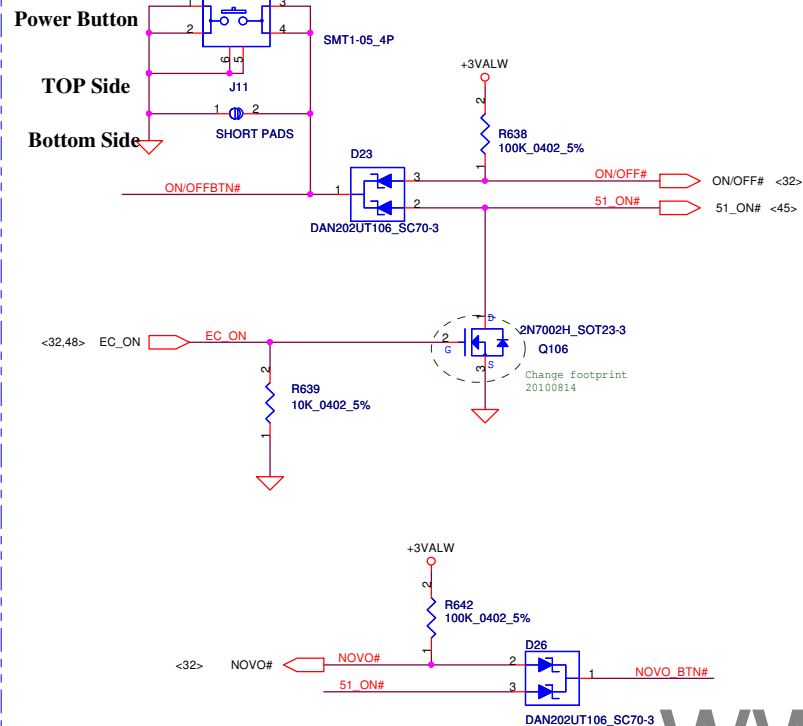 1
3
Power Button
2
4
SMT1-05_4P
6
5
+3VALW
TOP Side
J11
1
2
2
R638
100K_0402_5%
Bottom Side
SHORT PADS
D23
1
3
ON/OFF#
ON/OFF# <32>
ON/OFFBTN#
1
2
51_ON#
51_ON# <45>
DAN202UT106_SC70-3
1
D
2N7002H_SOT23-3
<32,48> EC_ON
EC_ON
2
G
Q106
3
S
Change footprint
20100814
2
R639
10K_0402_5%
1
+3VALW
2
R642
100K_0402_5%
1
D26
<32> NOVO#
NOVO#
2
1
NOVO_BTN#
51_ON#
3
DAN202UT106_SC70-3